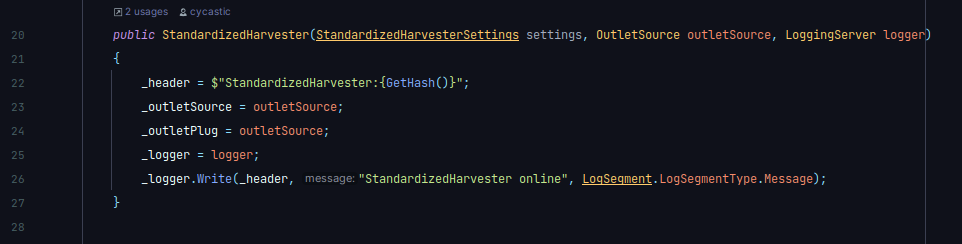 2 usages cycastic
20 public StandardizedHarvester(StandardizedHarvesterSettings settings, OutletSource outletSource, LoggingServer logger)
21 {
22 _header = $"StandardizedHarvester:{GetHash()}";
23 _outletSource = outletSource;
24 _outletPlug = outletSource;
25 _logger = logger;
26 _logger.Write(_header, message: "StandardizedHarvester online", LogSegment.LogSegmentType.Message);
27 }
28